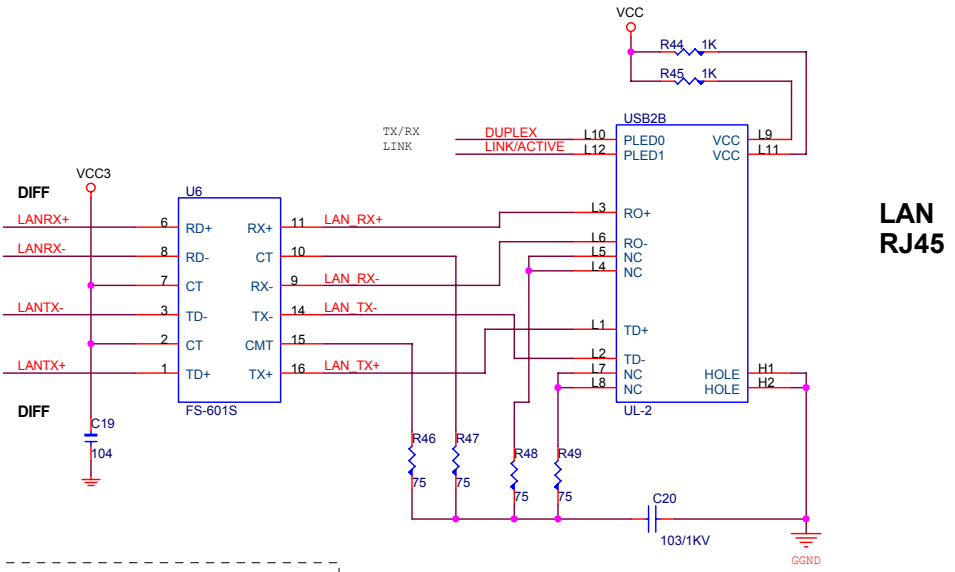 VCC
R44 1K
R45 1K
USB2B
TX/RX DUPLEX L10 PLED0 VCC L9
LINK LINK/ACTIVE L12 PLED1 VCC L11
VCC3
DIFF
U6
LAN
RJ45
LANRX+ 6 RD+ RX+ 11 LAN_RX+ L3 RO+
LANRX- 8 RD- CT 10 L6 RO-
L5 NC
L4 NC
7 CT RX- 9 LAN_RX-
LANTX- 3 TD- TX- 14 LAN_TX- L1 TD+
2 CT CMT 15 L2 TD-
LANTX+ 1 TD+ TX+ 16 LAN_TX+ L7 NC HOLE H1
L8 NC HOLE H2
DIFF
FS-601S
UL-2
C19
104
R46 R47 R48 R49
75 75 75 75
C20
103/1KV
GGND